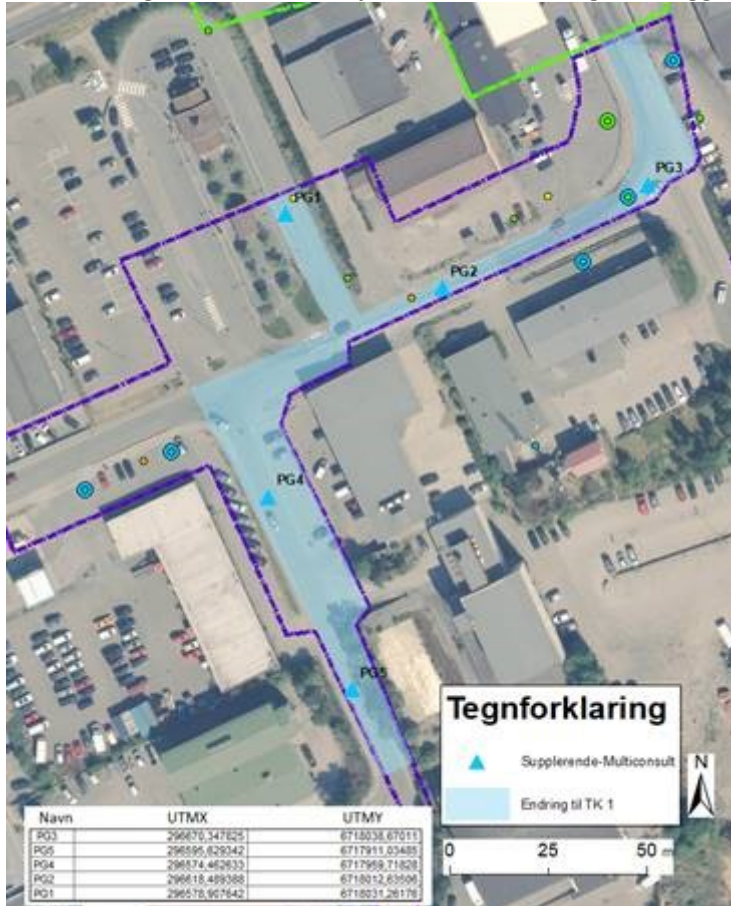 PG1
PG3
PG2
PG4
PG5
Tegnforklaring
Supplerende-Multiconsult
Endring til TK 1
N
0 25 50 m
Navn UTMX UTMY
PG3 296670,347825 6718038,67011
PG5 296595,629342 6717911,03485
PG4 296574,462633 6717959,71828
PG2 296618,489388 6718012,63506
PG1 296578,907642 6718031,26176